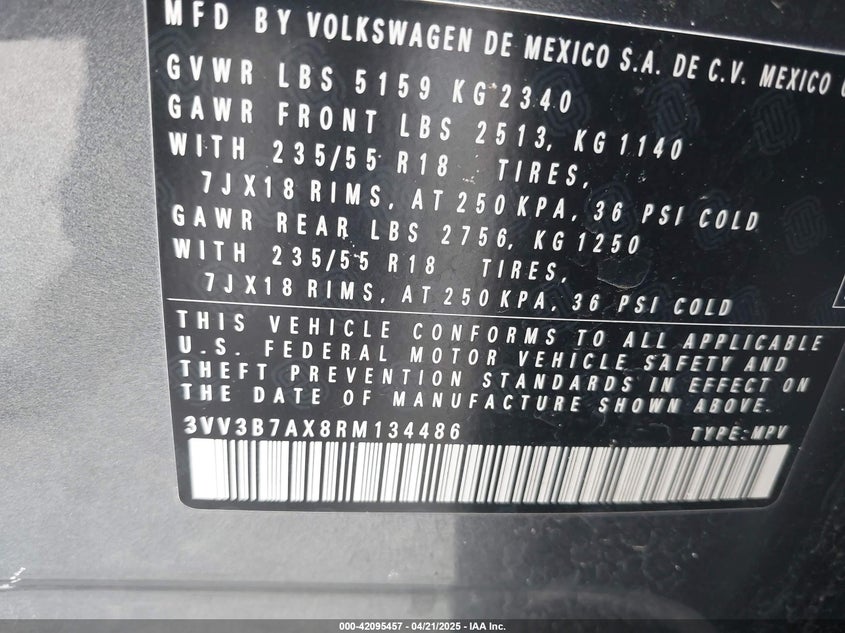 MFD BY VOLKSWAGEN DE MEXICO S.A. DE C.V. MEXICO
GVWR LBS 5159 KG 2340
GAWR FRONT LBS 2513, KG 1140
WITH 235/55 R18 TIRES,
7JX18 RIMS, AT 250 KPA, 36 PSI COLD
GAWR REAR LBS 2756, KG 1250
WITH 235/55 R18 TIRES,
7JX18 RIMS, AT 250 KPA, 36 PSI COLD
THIS VEHICLE CONFORMS TO ALL APPLICABLE
U.S. FEDERAL MOTOR VEHICLE SAFETY AND
THEFT PREVENTION STANDARDS IN EFFECT ON
THE DATE OF MANUFACTURE SHOWN ABOVE.
3VV3B7AX8RM134486 TYPE:MPV
000-42095457 - 04/21/2025 - IAA Inc.